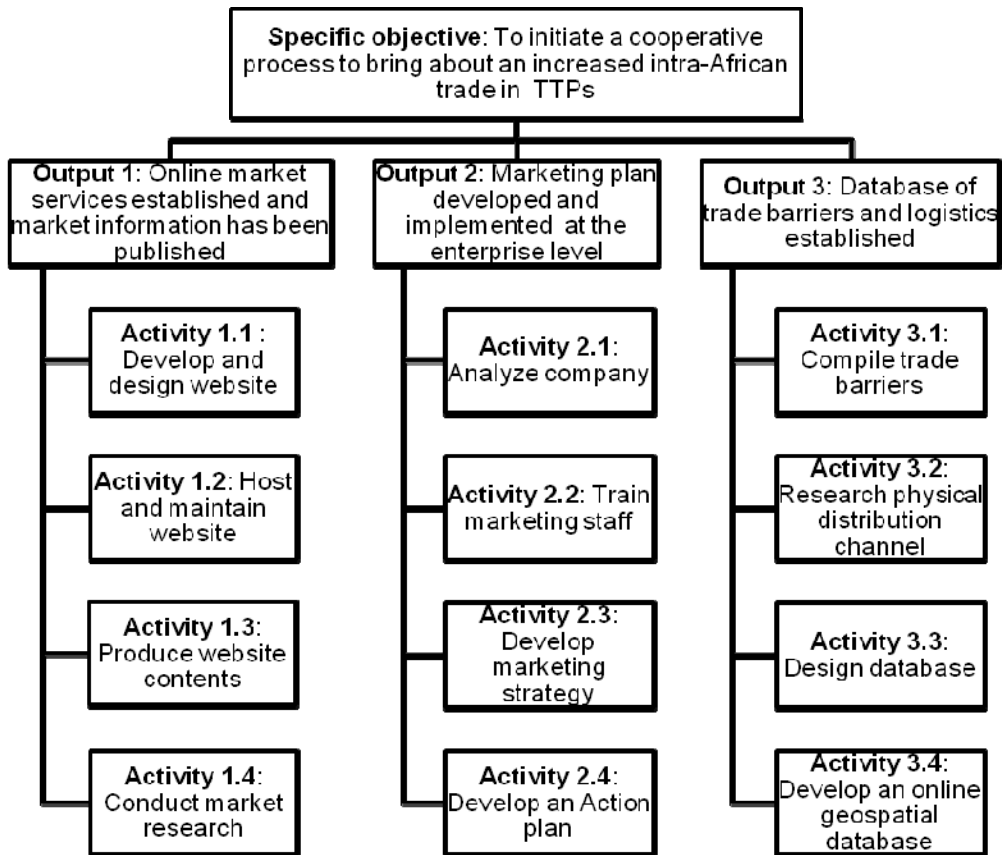 Specific objective: To initiate a cooperative
process to bring about an increased intra-African
trade in TTPs
Output 1: Online market
services established and
market information has been
published
Output 2: Marketing plan
developed and
implemented at the
enterprise level
Output 3: Database of
trade barriers and logistics
established
Activity 1.1 :
Develop and
design website
Activity 2.1:
Analyze company
Activity 3.1:
Compile trade
barriers
Activity 1.2: Host
and maintain
website
Activity 2.2: Train
marketing staff
Activity 3.2:
Research physical
distribution
channel
Activity 1.3:
Produce website
contents
Activity 2.3:
Develop
marketing
strategy
Activity 3.3:
Design database
Activity 1.4:
Conduct market
research
Activity 2.4:
Develop an Action
plan
Activity 3.4:
Develop an online
geospatial
database